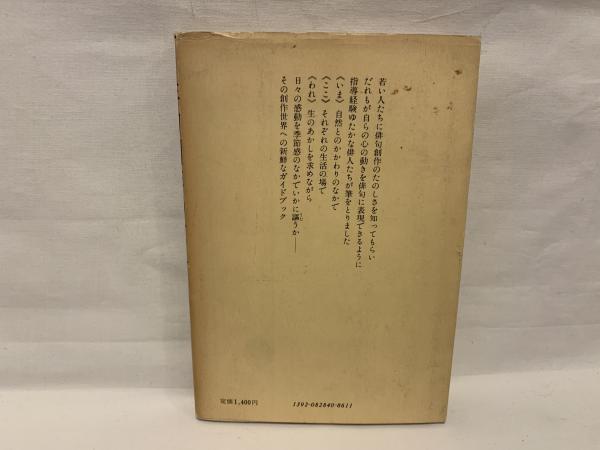 若い人たちに俳句創作のたのしさを知ってもらい
だれもが自らの心の動きを俳句に表現できるように
指導経験ゆたかな俳人たちが筆をとりました
《いま》自然とのかかわりのなかで
《ここ》それぞれの生活の場で
《われ》生のあかしを求めながら
日々の感動を季節感のなかでいかに謳うか——
その創作世界への新鮮なガイドブック
定価1,400円
1392-082840-8611